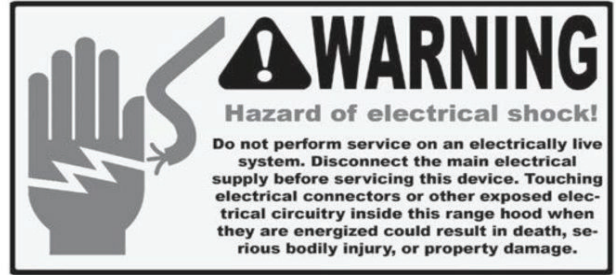 WARNING
Hazard of electrical shock!
Do not perform service on an electrically live
system. Disconnect the main electrical
supply before servicing this device. Touching
electrical connectors or other exposed elec-
trical circuitry inside this range hood when
they are energized could result in death, se-
rious bodily injury, or property damage.